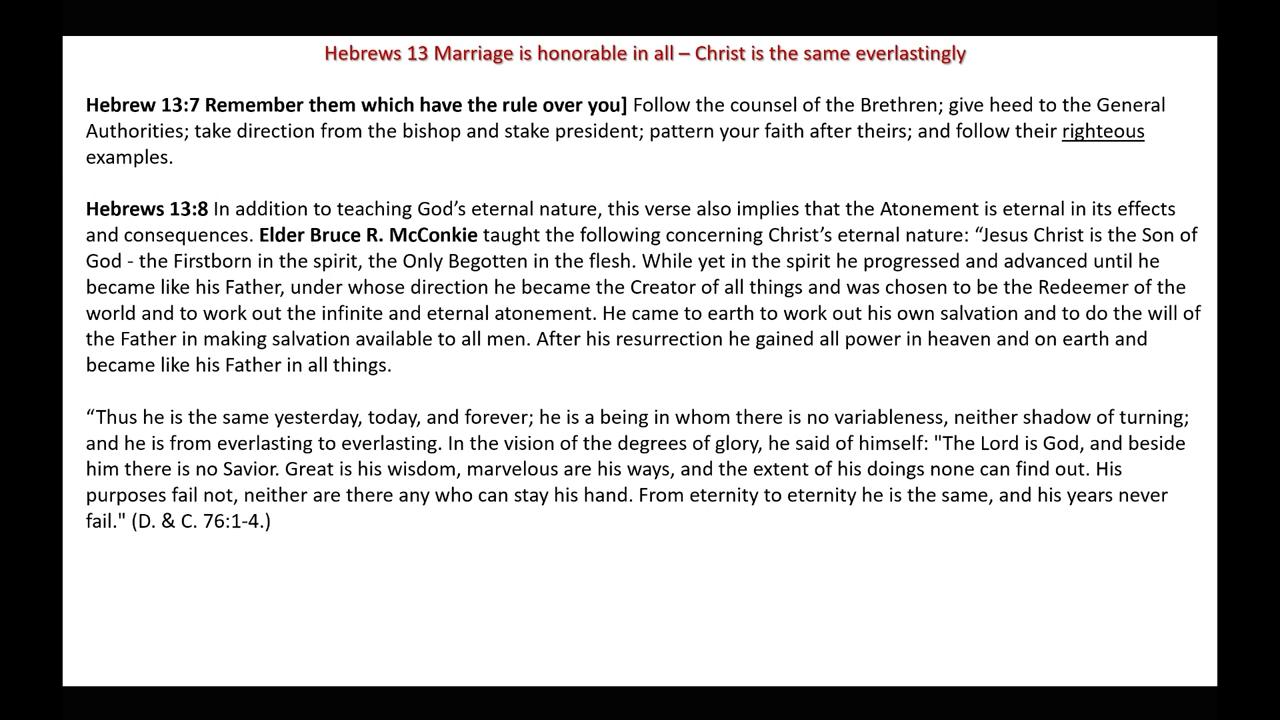 Hebrews 13 Marriage is honorable in all – Christ is the same everlastingly
Hebrew 13:7 Remember them which have the rule over you] Follow the counsel of the Brethren; give heed to the General
Authorities; take direction from the bishop and stake president; pattern your faith after theirs; and follow their righteous
examples.
Hebrews 13:8 In addition to teaching God’s eternal nature, this verse also implies that the Atonement is eternal in its effects
and consequences. Elder Bruce R. McConkie taught the following concerning Christ’s eternal nature: “Jesus Christ is the Son of
God - the Firstborn in the spirit, the Only Begotten in the flesh. While yet in the spirit he progressed and advanced until he
became like his Father, under whose direction he became the Creator of all things and was chosen to be the Redeemer of the
world and to work out the infinite and eternal atonement. He came to earth to work out his own salvation and to do the will of
the Father in making salvation available to all men. After his resurrection he gained all power in heaven and on earth and
became like his Father in all things.
“Thus he is the same yesterday, today, and forever; he is a being in whom there is no variableness, neither shadow of turning;
and he is from everlasting to everlasting. In the vision of the degrees of glory, he said of himself: "The Lord is God, and beside
him there is no Savior. Great is his wisdom, marvelous are his ways, and the extent of his doings none can find out. His
purposes fail not, neither are there any who can stay his hand. From eternity to eternity he is the same, and his years never
fail." (D. & C. 76:1-4.)